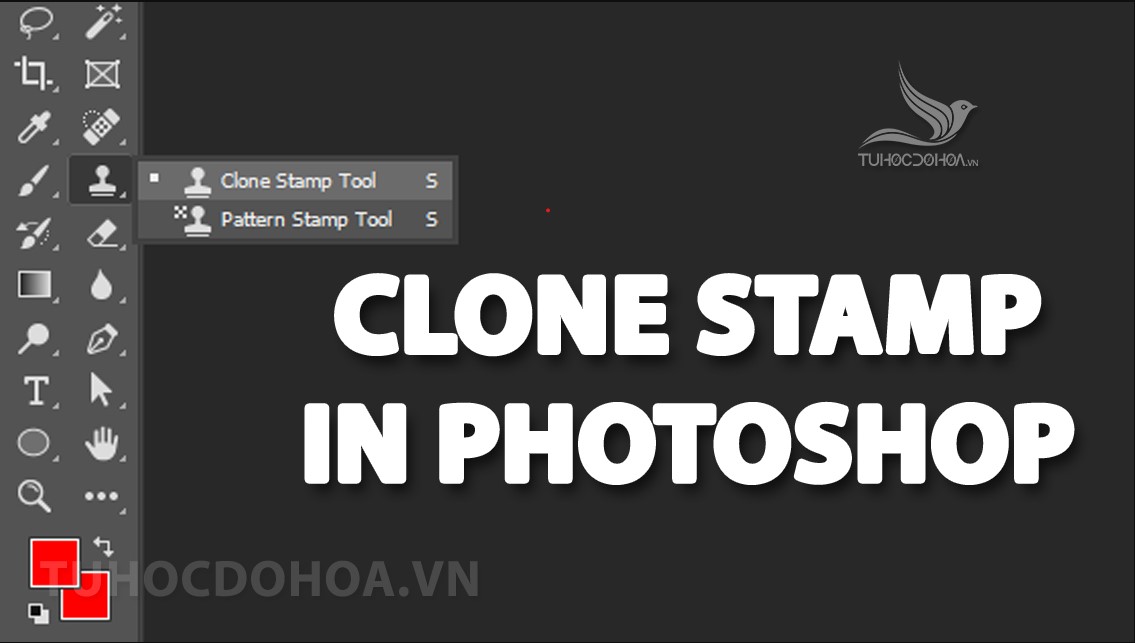 Clone Stamp Tool S
Pattern Stamp Tool S
TUHOCDOHOA.VN
CLONE STAMP
IN PHOTOSHOP
T
TUHOCDOHOA.VN